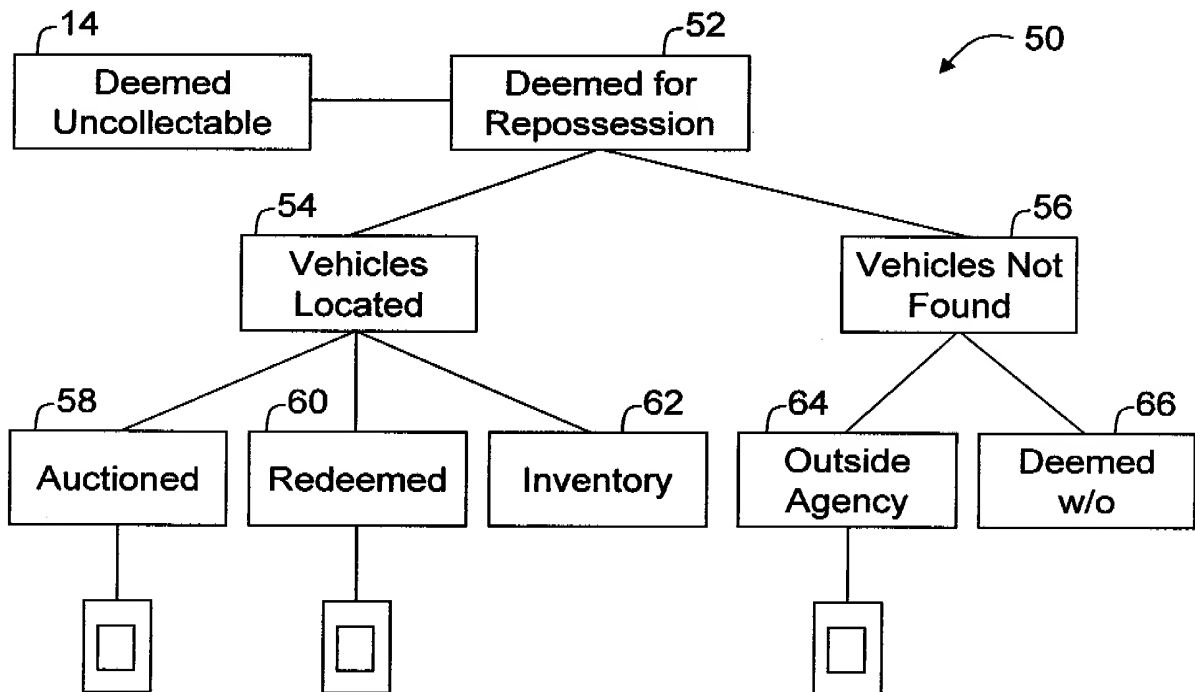 14
52
50
Deemed
Uncollectable
Deemed for
Repossession
54
56
Vehicles
Located
Vehicles Not
Found
58
60
62
64
66
Auctioned
Redeemed
Inventory
Outside
Agency
Deemed
w/o